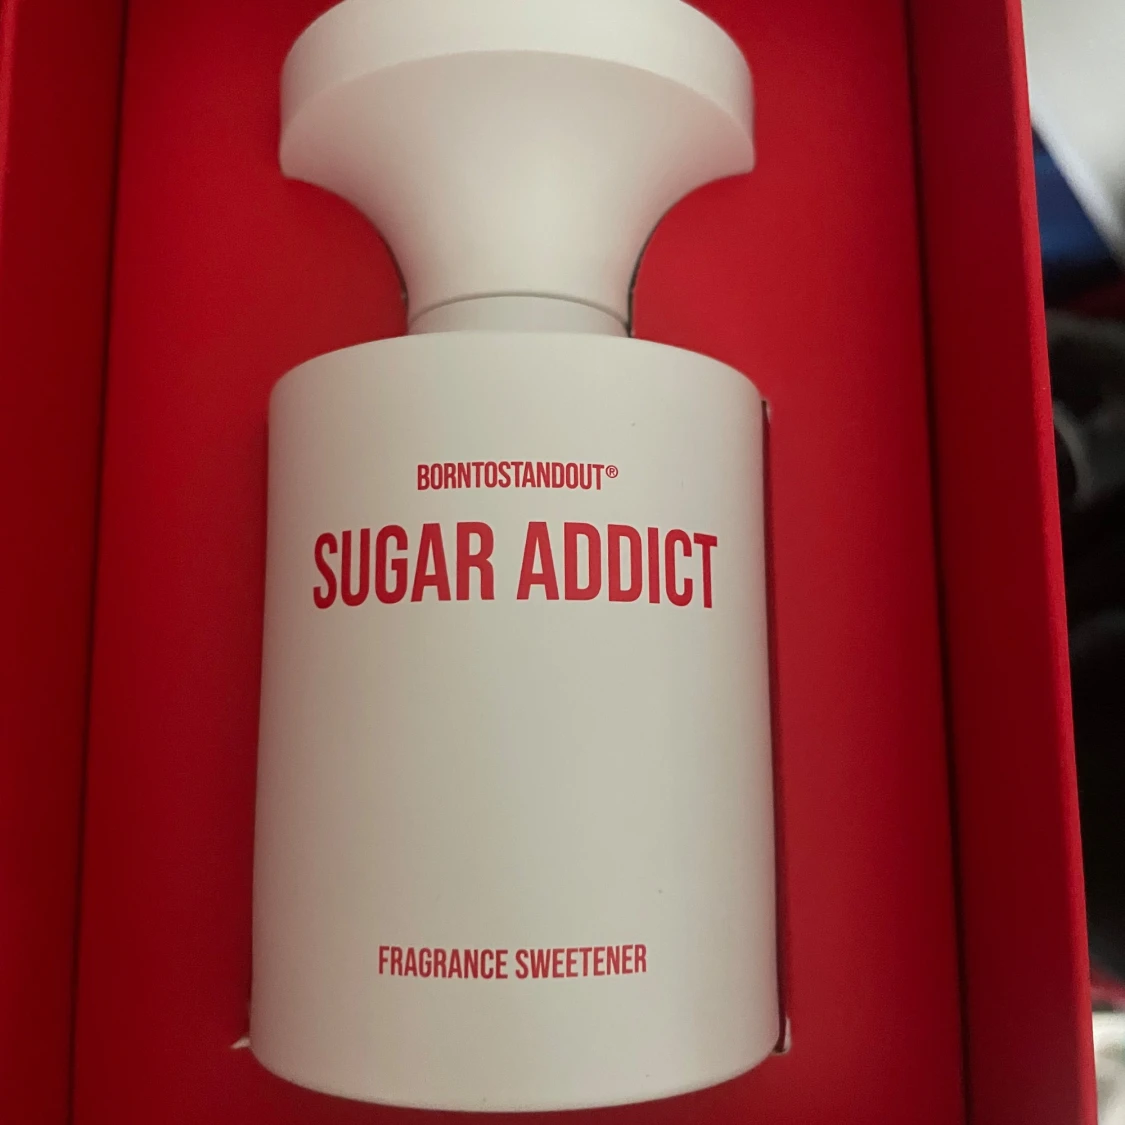 BORNTOSTANDOUT®
SUGAR ADDICT
FRAGRANCE SWEETENER